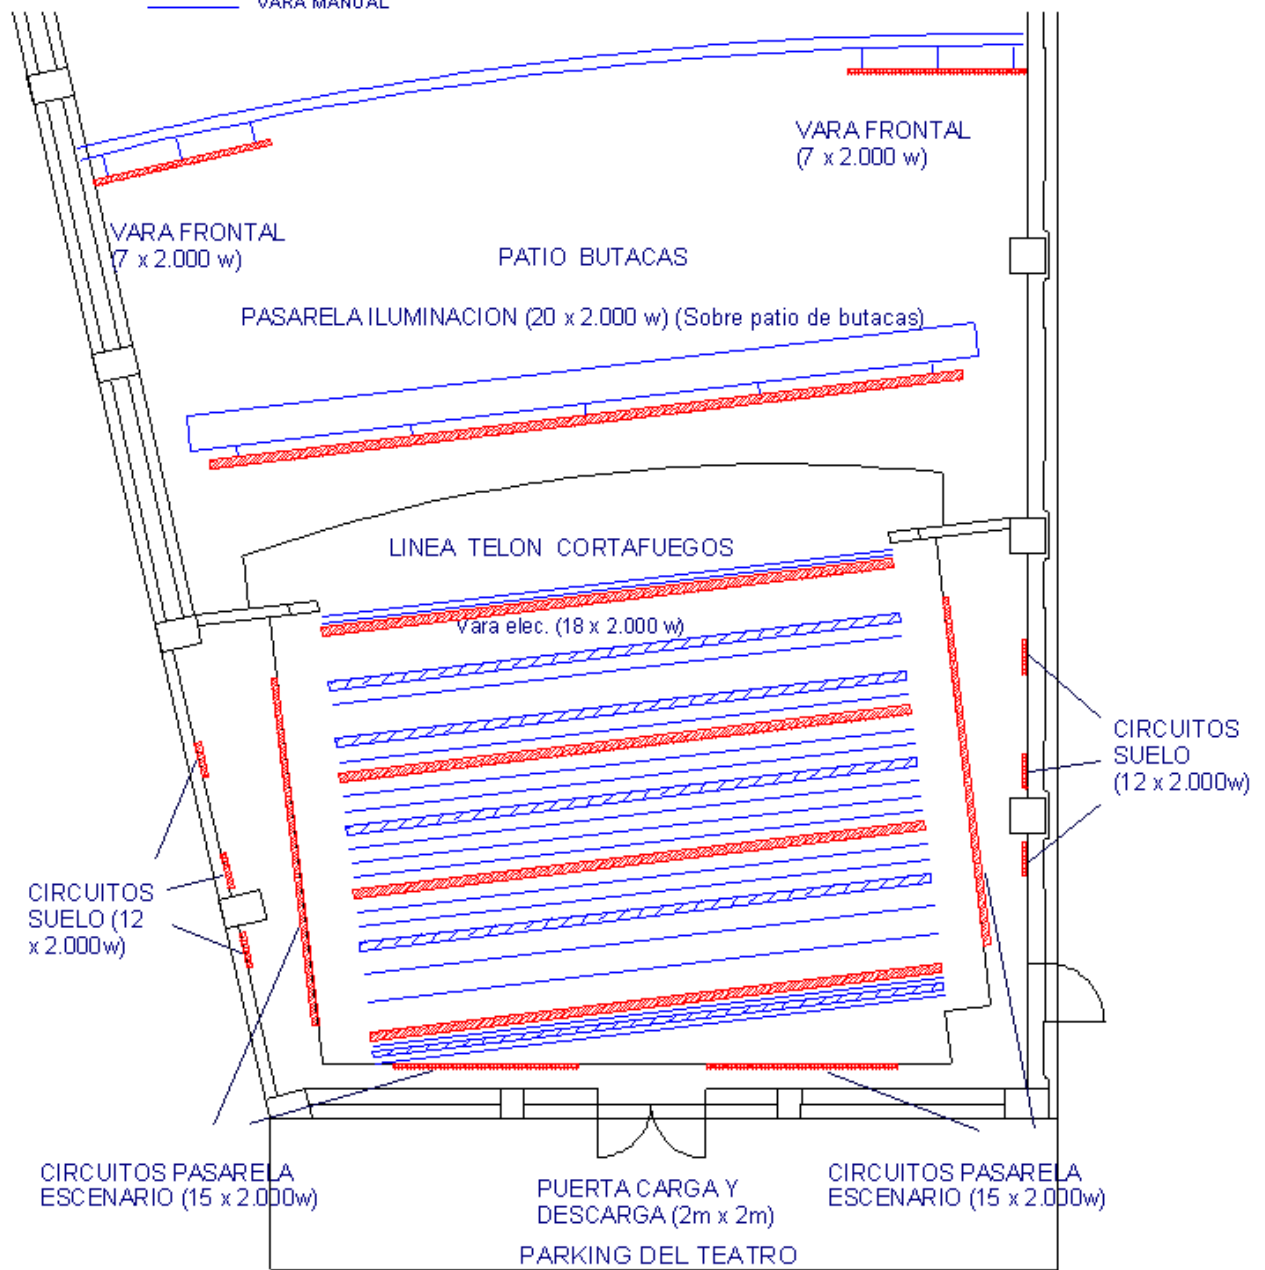 VARA MANUAL
VARA FRONTAL
(7 x 2.000 w)
VARA FRONTAL
(7 x 2.000 w)
PATIO BUTACAS
PASARELA ILUMINACION (20 x 2.000 w) (Sobre patio de butacas)
LINEA TELON CORTAFUEGOS
Vara elec. (18 x 2.000 w)
CIRCUITOS
SUELO
(12 x 2.000w)
CIRCUITOS
SUELO (12
x 2.000w)
CIRCUITOS PASARELA
ESCENARIO (15 x 2.000w)
PUERTA CARGA Y
DESCARGA (2m x 2m)
CIRCUITOS PASARELA
ESCENARIO (15 x 2.000w)
PARKING DEL TEATRO